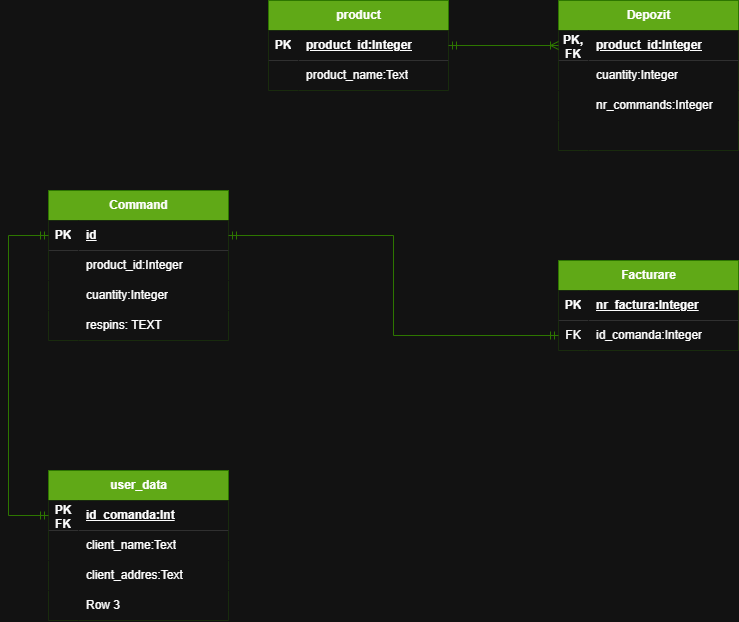 product
PK product_id:Integer
product_name:Text
Depozit
PK,
FK product_id:Integer
cuantity:Integer
nr_commands:Integer
Command
PK id
product_id:Integer
cuantity:Integer
respins: TEXT
Facturare
PK nr_factura:Integer
FK id_comanda:Integer
user_data
PK
FK id_comanda:Int
client_name:Text
client_addres:Text
Row 3